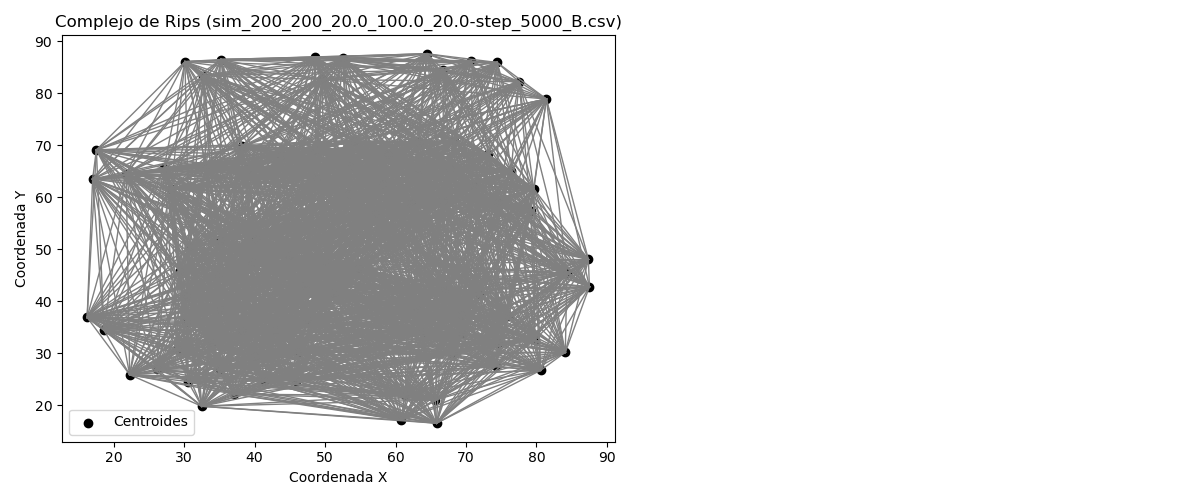 Complejo de Rips (sim_200_200_20.0_100.0_20.0-step_5000_B.csv)
90
80
70
60
50
40
30
20
Coordenada Y
Centroides
20 30 40 50 60 70 80 90
Coordenada X